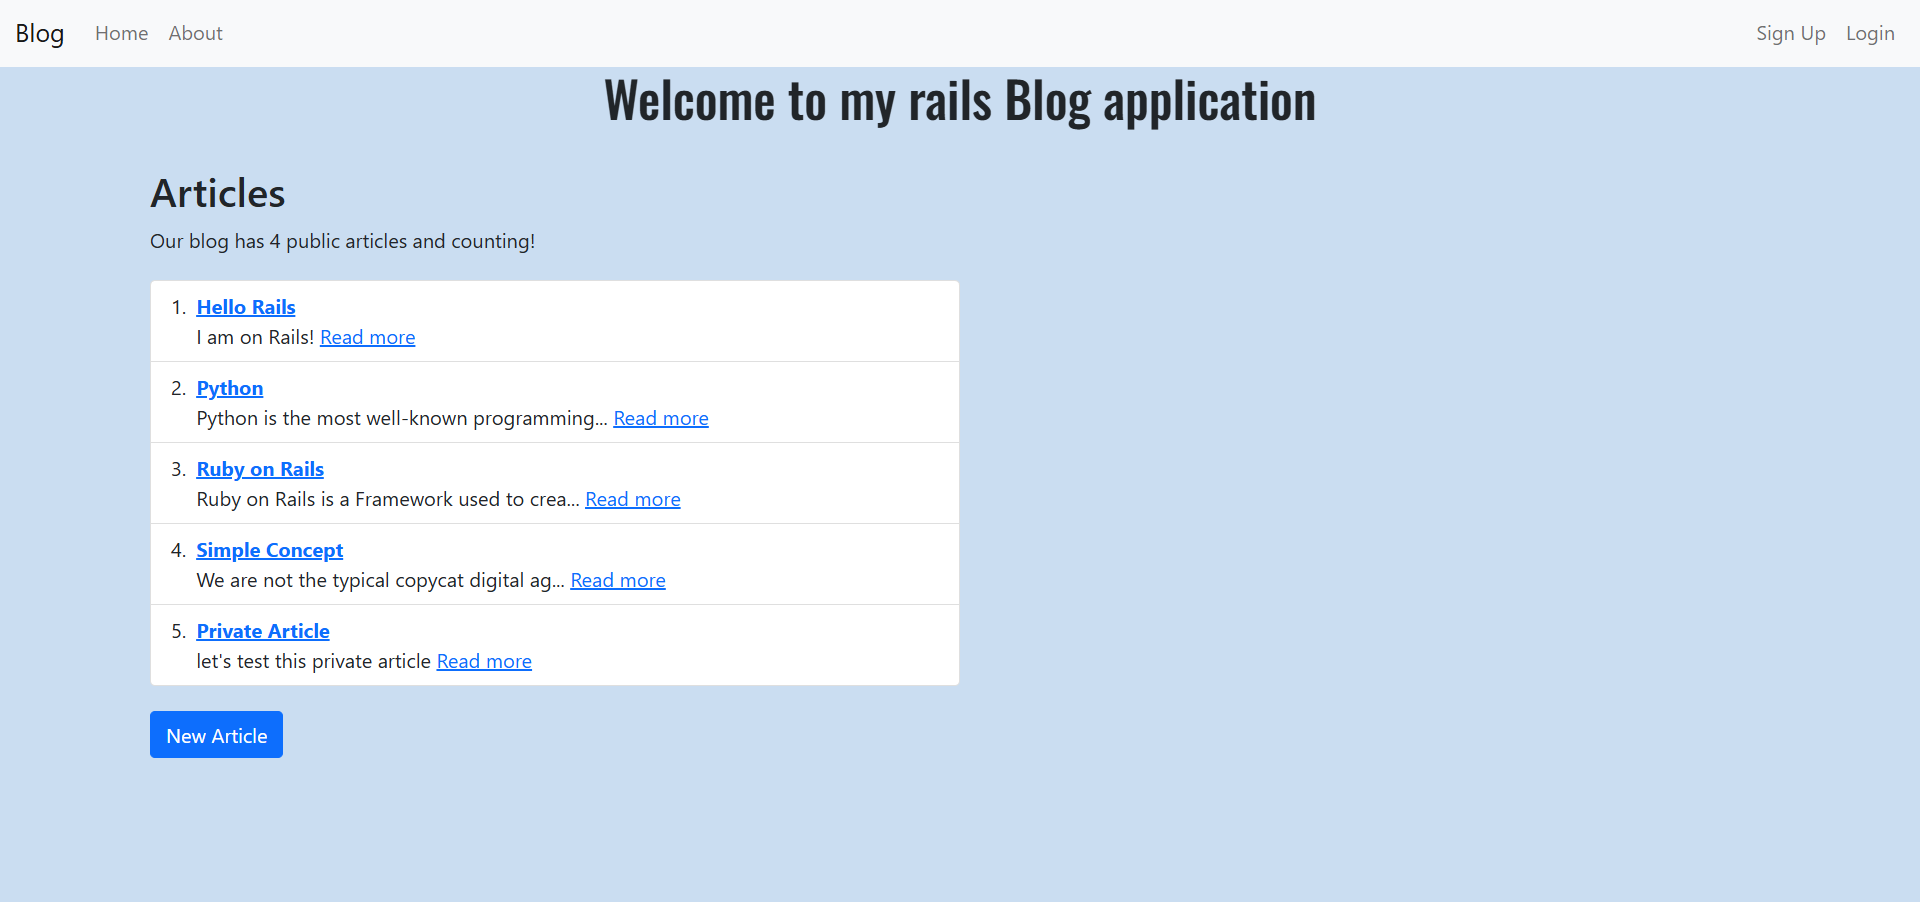 Blog Home About Sign Up Login
Welcome to my rails Blog application
Articles
Our blog has 4 public articles and counting!
1. Hello Rails
I am on Rails! Read more
2. Python
Python is the most well-known programming... Read more
3. Ruby on Rails
Ruby on Rails is a Framework used to crea... Read more
4. Simple Concept
We are not the typical copycat digital ag... Read more
5. Private Article
let's test this private article Read more
New Article